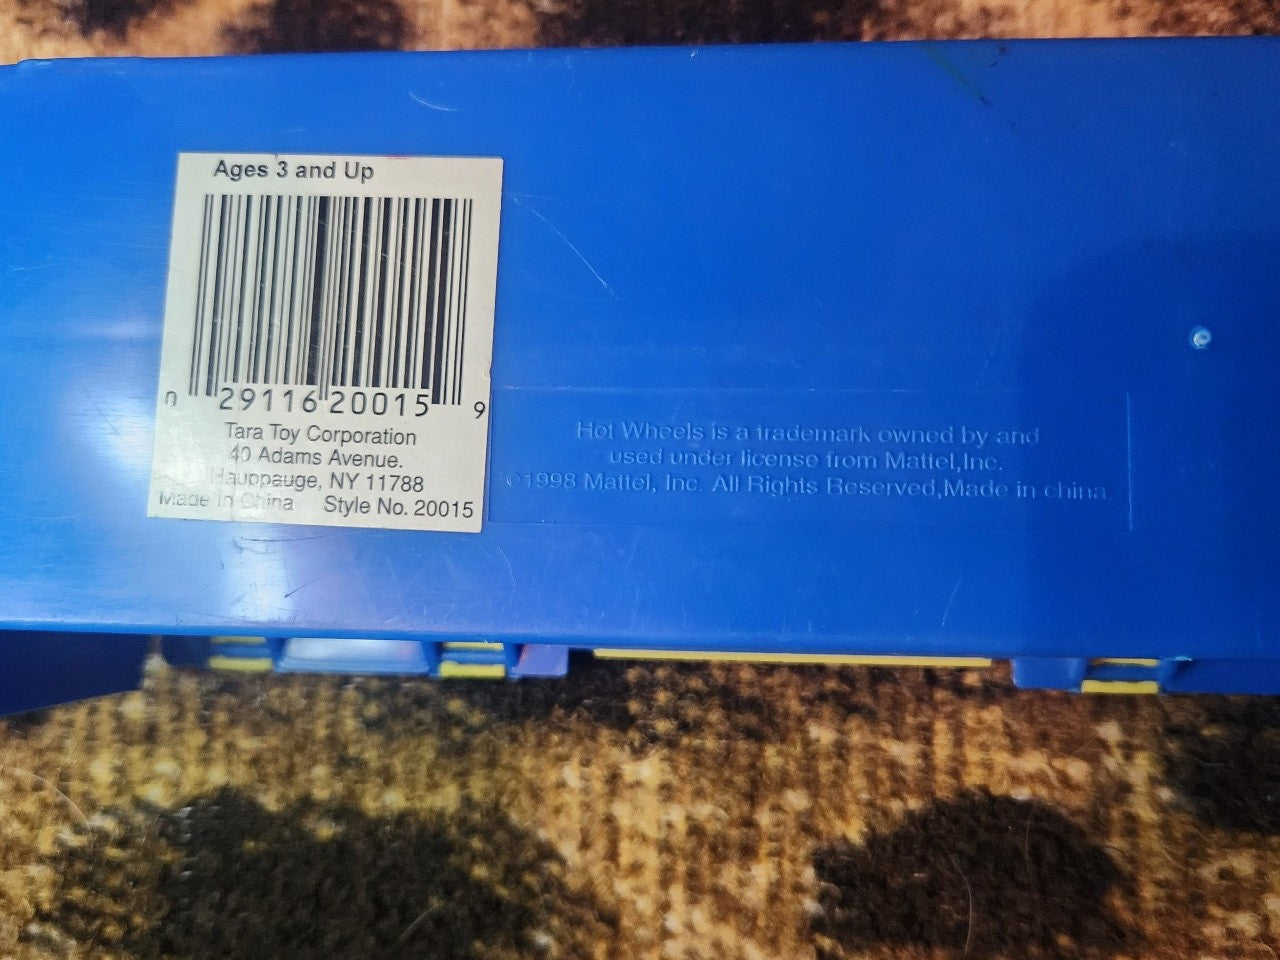 Ages 3 and Up
0 29116 20015 9
Tara Toy Corporation
40 Adams Avenue.
Hauppauge, NY 11788
Made In China Style No. 20015
Hot Wheels is a trademark owned by and
used under license from Mattel,Inc.
©1998 Mattel, Inc. All Rights Reserved,Made in china